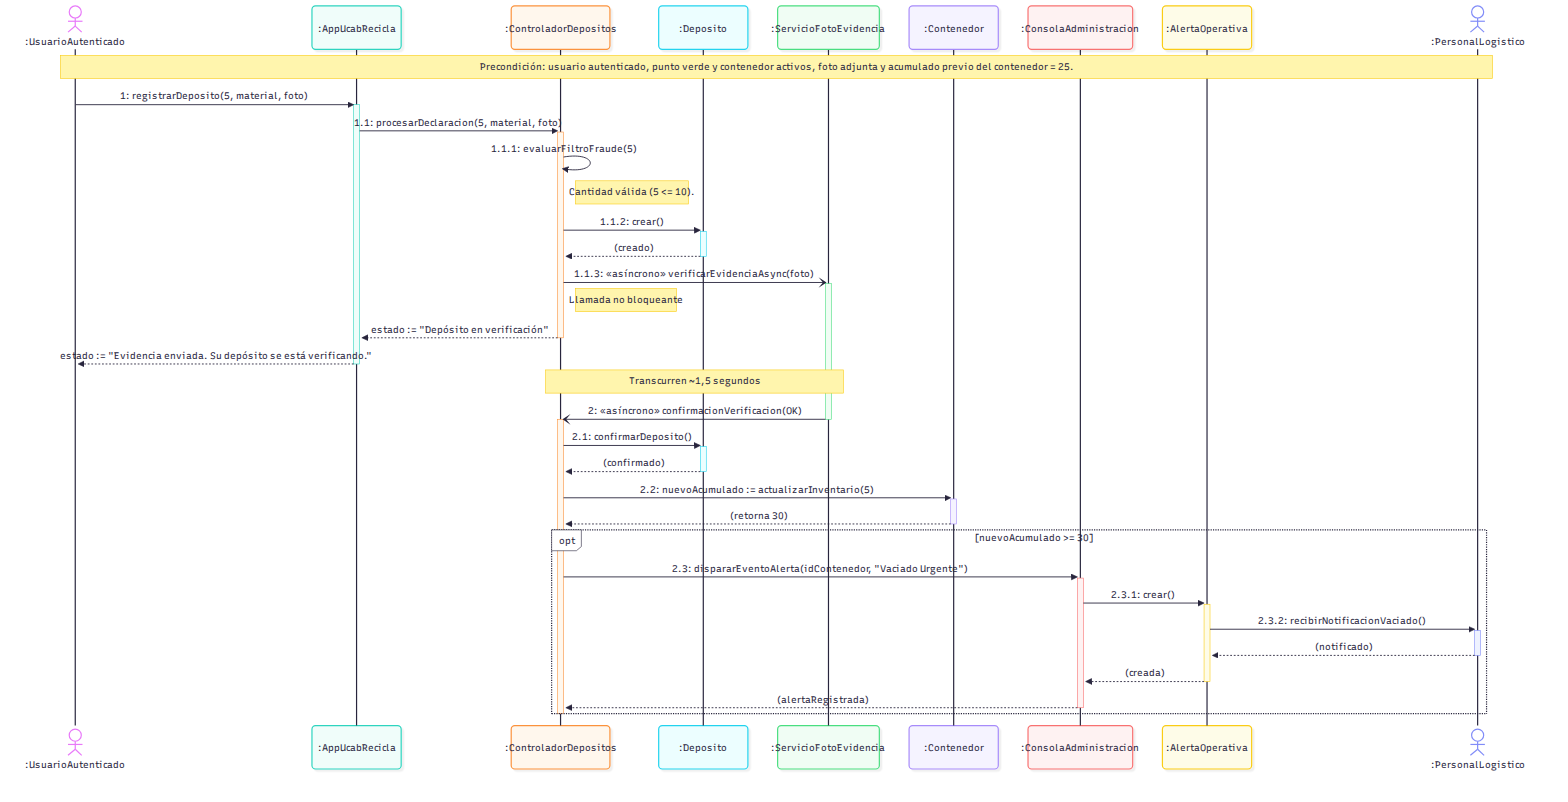 :UsuarioAutenticado
:AppUcabRecicla
:ControladorDepositos
:Deposito
:ServicioFotoEvidencia
:Contenedor
:ConsolaAdministracion
:AlertaOperativa
:PersonalLogistico
Precondición: usuario autenticado, punto verde y contenedor activos, foto adjunta y acumulado previo del contenedor = 25.
1: registrarDeposito(5, material, foto)
1.1: procesarDeclaracion(5, material, foto)
1.1.1: evaluarFiltroFraude(5)
Cantidad válida (5 <= 10).
1.1.2: crear()
(creado)
1.1.3: «asíncrono» verificarEvidenciaAsync(foto)
Llamada no bloqueante
estado := "Depósito en verificación"
estado := "Evidencia enviada. Su depósito se está verificando."
Transcurren ~1,5 segundos
2: «asíncrono» confirmacionVerificacion(OK)
2.1: confirmarDeposito()
(confirmado)
2.2: nuevoAcumulado := actualizarInventario(5)
(retorna 30)
opt
[nuevoAcumulado >= 30]
2.3: dispararEventoAlerta(idContenedor, "Vaciado Urgente")
2.3.1: crear()
2.3.2: recibirNotificacionVaciado()
(notificado)
(creada)
(alertaRegistrada)
:UsuarioAutenticado
:AppUcabRecicla
:ControladorDepositos
:Deposito
:ServicioFotoEvidencia
:Contenedor
:ConsolaAdministracion
:AlertaOperativa
:PersonalLogistico